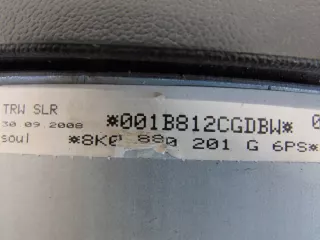 TRW SLR
30 09.2008 *001B812CGDBW*
soul *8K0 880 201 G 6PS*